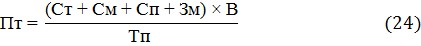 Пт = (Ст + См + Сп + Зм) × В / Тп (24)